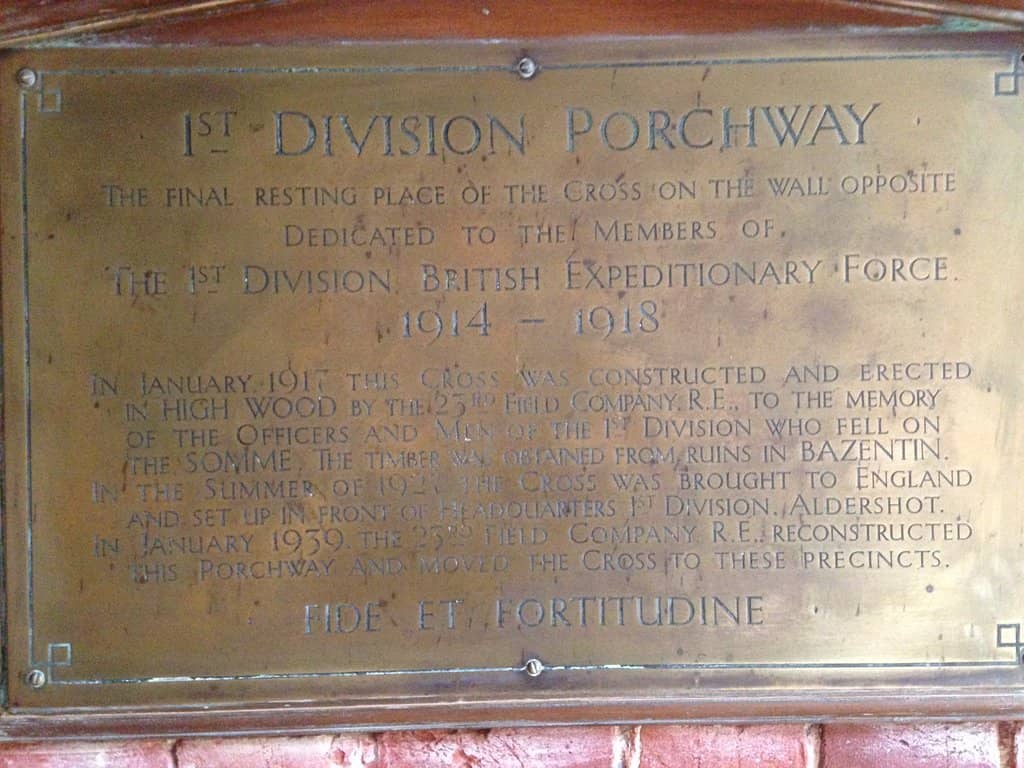 1ST DIVISION PORCHWAY
THE FINAL RESTING PLACE OF THE CROSS ON THE WALL OPPOSITE
DEDICATED TO THE MEMBERS OF
THE 1ST DIVISION, BRITISH EXPEDITIONARY FORCE.
1914 – 1918
IN JANUARY, 1917 THIS CROSS WAS CONSTRUCTED AND ERECTED
IN HIGH WOOD BY THE 23RD FIELD COMPANY, R.E., TO THE MEMORY
OF THE OFFICERS AND MEN OF THE 1ST DIVISION WHO FELL ON
THE SOMME. THE TIMBER WAS OBTAINED FROM RUINS IN BAZENTIN.
IN THE SUMMER OF 1927 THE CROSS WAS BROUGHT TO ENGLAND
AND SET UP IN FRONT OF HEADQUARTERS 1ST DIVISION, ALDERSHOT.
IN JANUARY 1939, THE 23RD FIELD COMPANY, R.E., RECONSTRUCTED
THIS PORCHWAY AND MOVED THE CROSS TO THESE PRECINCTS.
FIDE ET FORTITUDINE